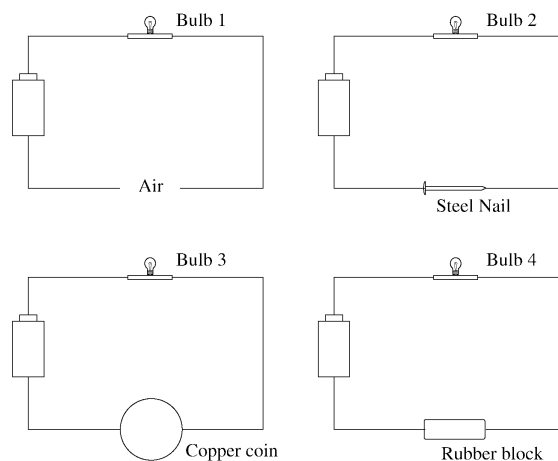 Bulb 1
Bulb 2
Air
Steel Nail
Bulb 3
Bulb 4
Copper coin
Rubber block